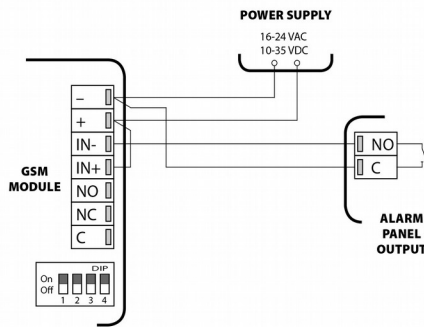 POWER SUPPLY
16-24 VAC
10-35 VDC
–
+
IN-
IN+
NO
NC
C
GSM
MODULE
NO
C
ALARM
PANEL
OUTPUT
DIP
On
Off
1 2 3 4